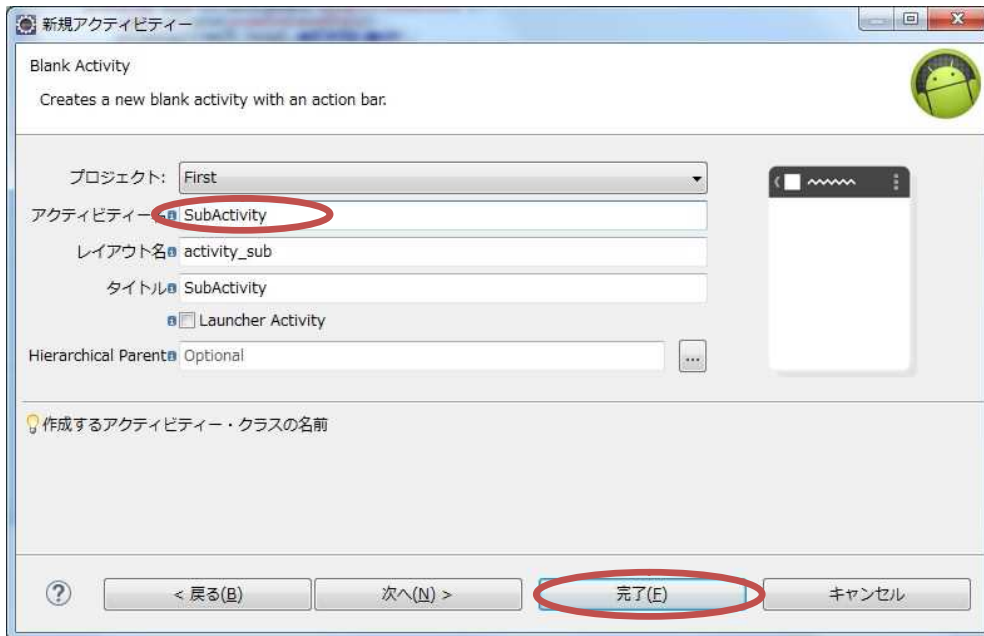 新規アクティビティー
Blank Activity
Creates a new blank activity with an action bar.
プロジェクト: First
アクティビティー SubActivity
レイアウト名 activity_sub
タイトル SubActivity
Launcher Activity
Hierarchical Parent Optional ...
作成するアクティビティー・クラスの名前
? < 戻る(B) 次へ(N) > 完了(F) キャンセル